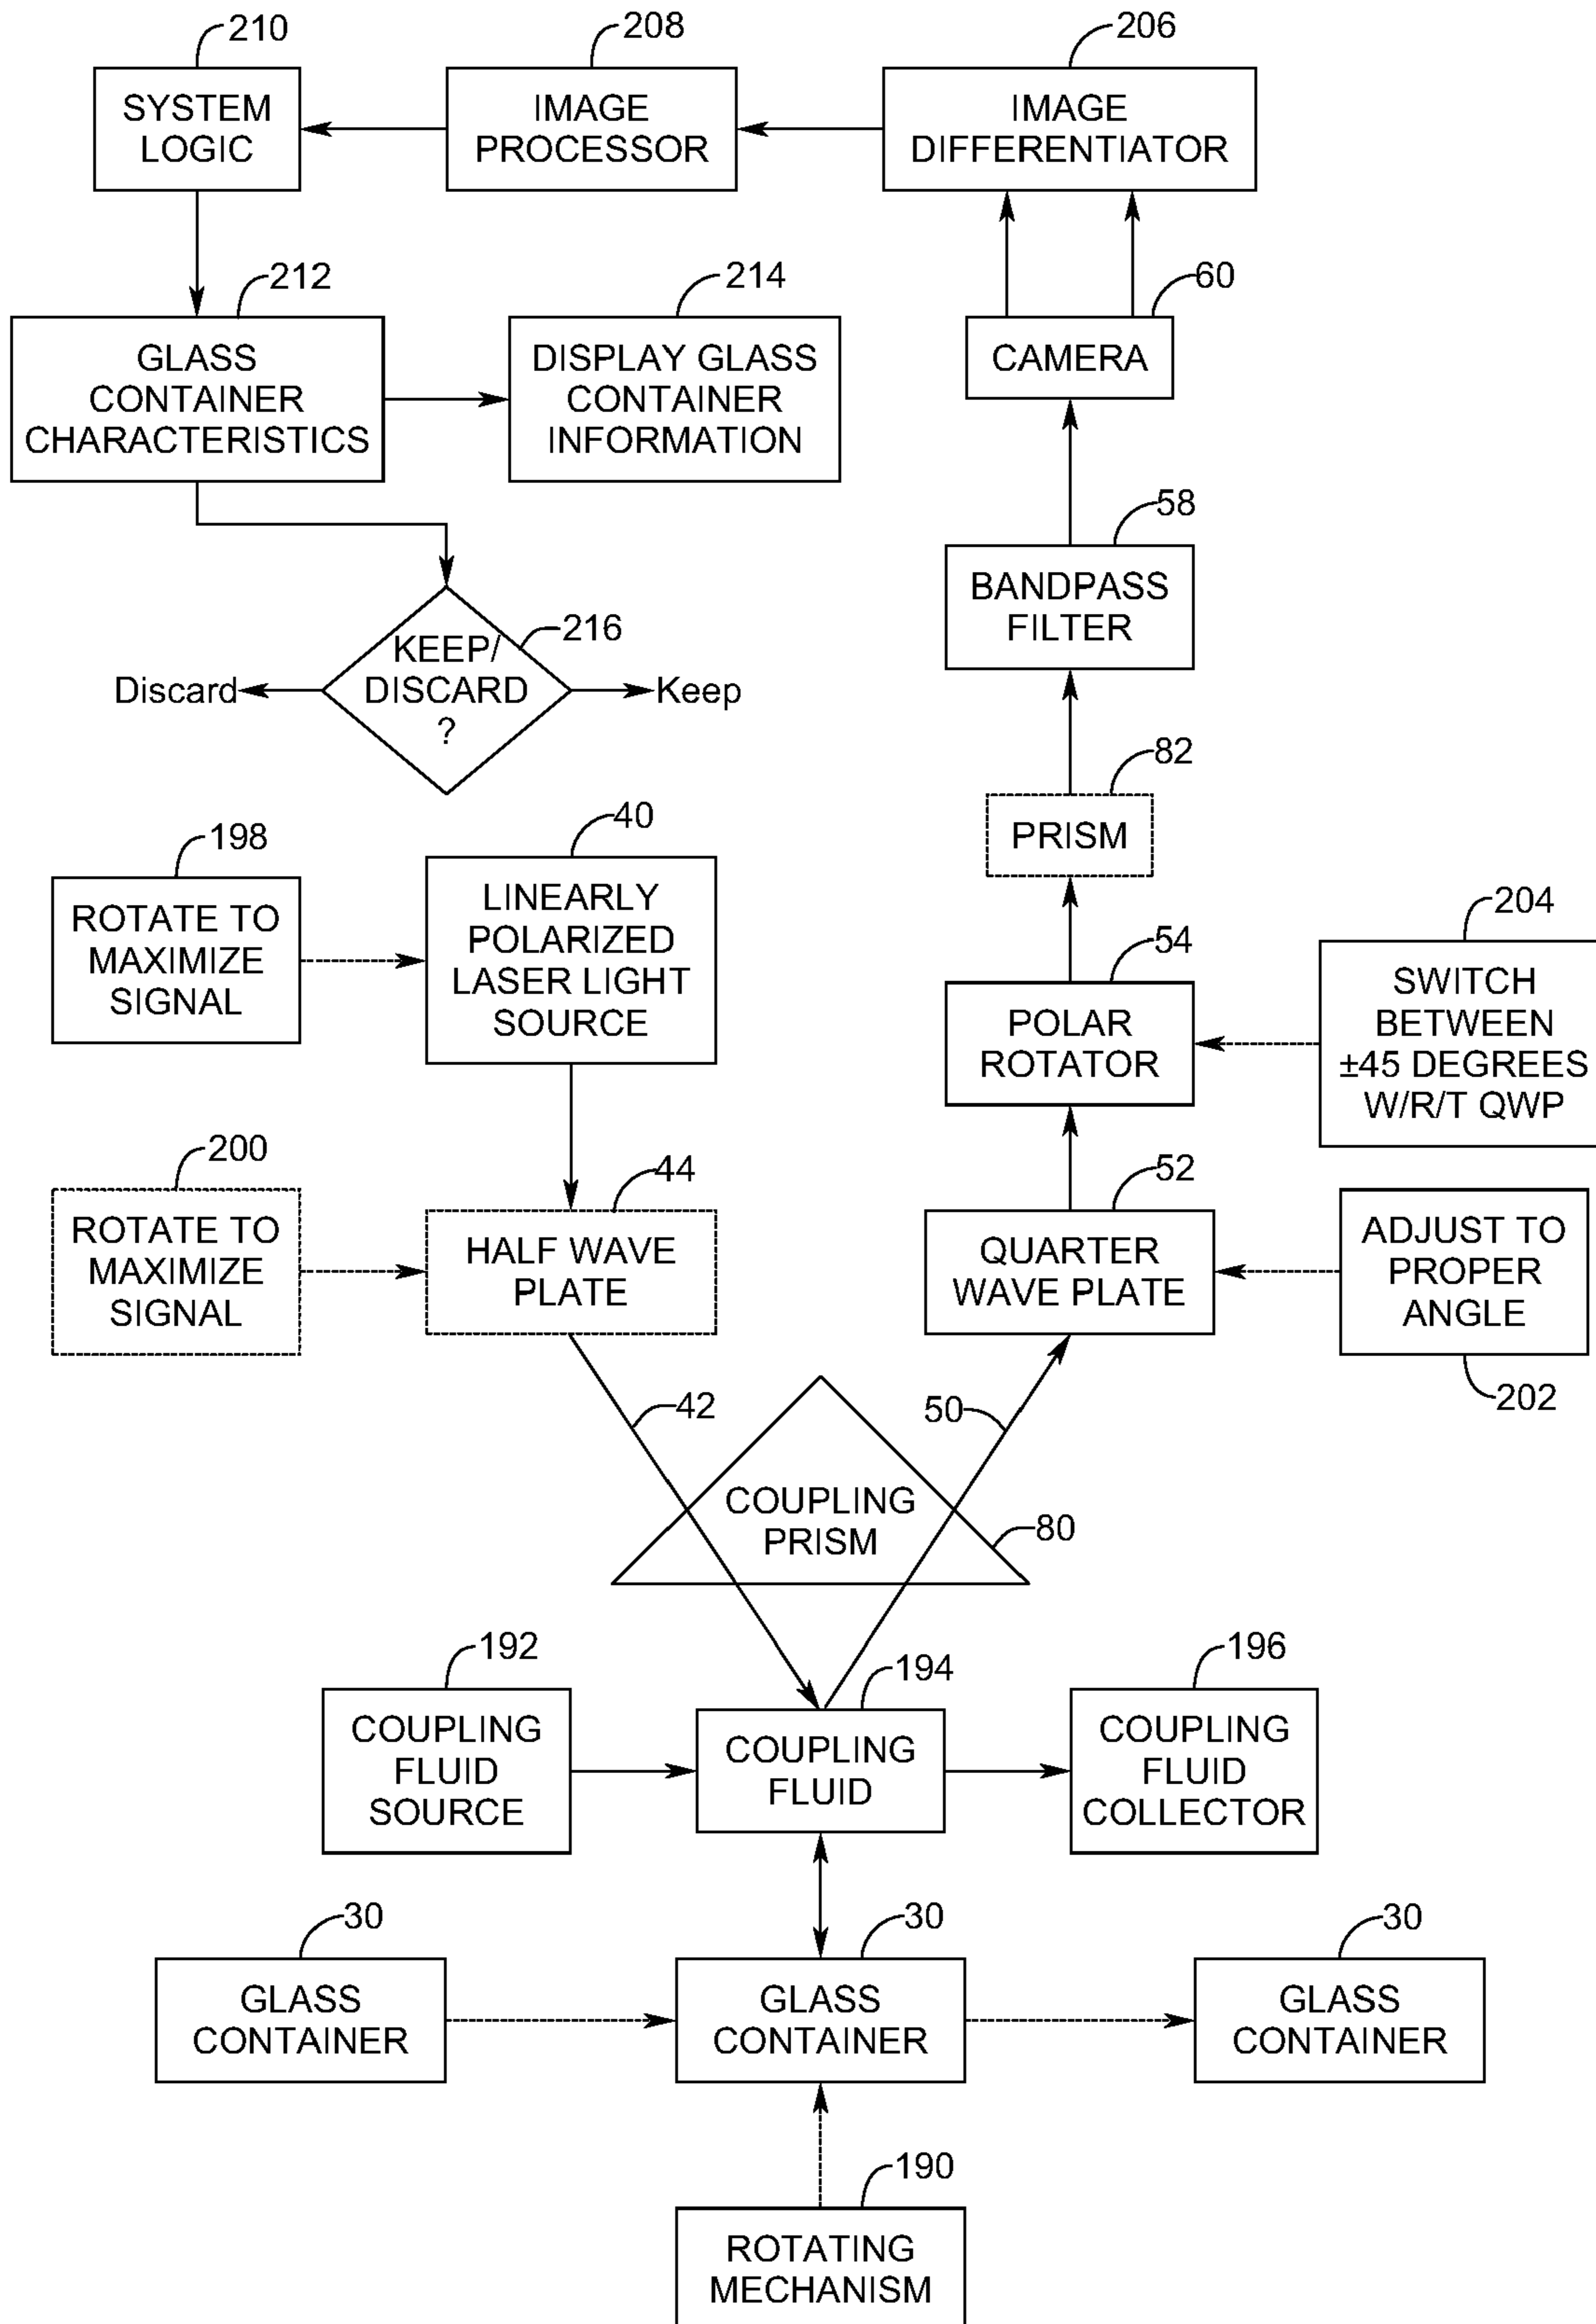 210
208
206
SYSTEM
LOGIC
IMAGE
PROCESSOR
IMAGE
DIFFERENTIATOR
212
214
60
GLASS
CONTAINER
CHARACTERISTICS
DISPLAY GLASS
CONTAINER
INFORMATION
CAMERA
58
BANDPASS
FILTER
216
KEEP/
DISCARD
?
Discard
Keep
82
PRISM
198
40
ROTATE TO
MAXIMIZE
SIGNAL
LINEARLY
POLARIZED
LASER LIGHT
SOURCE
54
POLAR
ROTATOR
204
SWITCH
BETWEEN
±45 DEGREES
W/R/T QWP
200
44
52
ROTATE TO
MAXIMIZE
SIGNAL
HALF WAVE
PLATE
QUARTER
WAVE PLATE
ADJUST TO
PROPER
ANGLE
202
42
50
COUPLING
PRISM
80
192
194
196
COUPLING
FLUID
SOURCE
COUPLING
FLUID
COUPLING
FLUID
COLLECTOR
30
30
30
GLASS
CONTAINER
GLASS
CONTAINER
GLASS
CONTAINER
190
ROTATING
MECHANISM